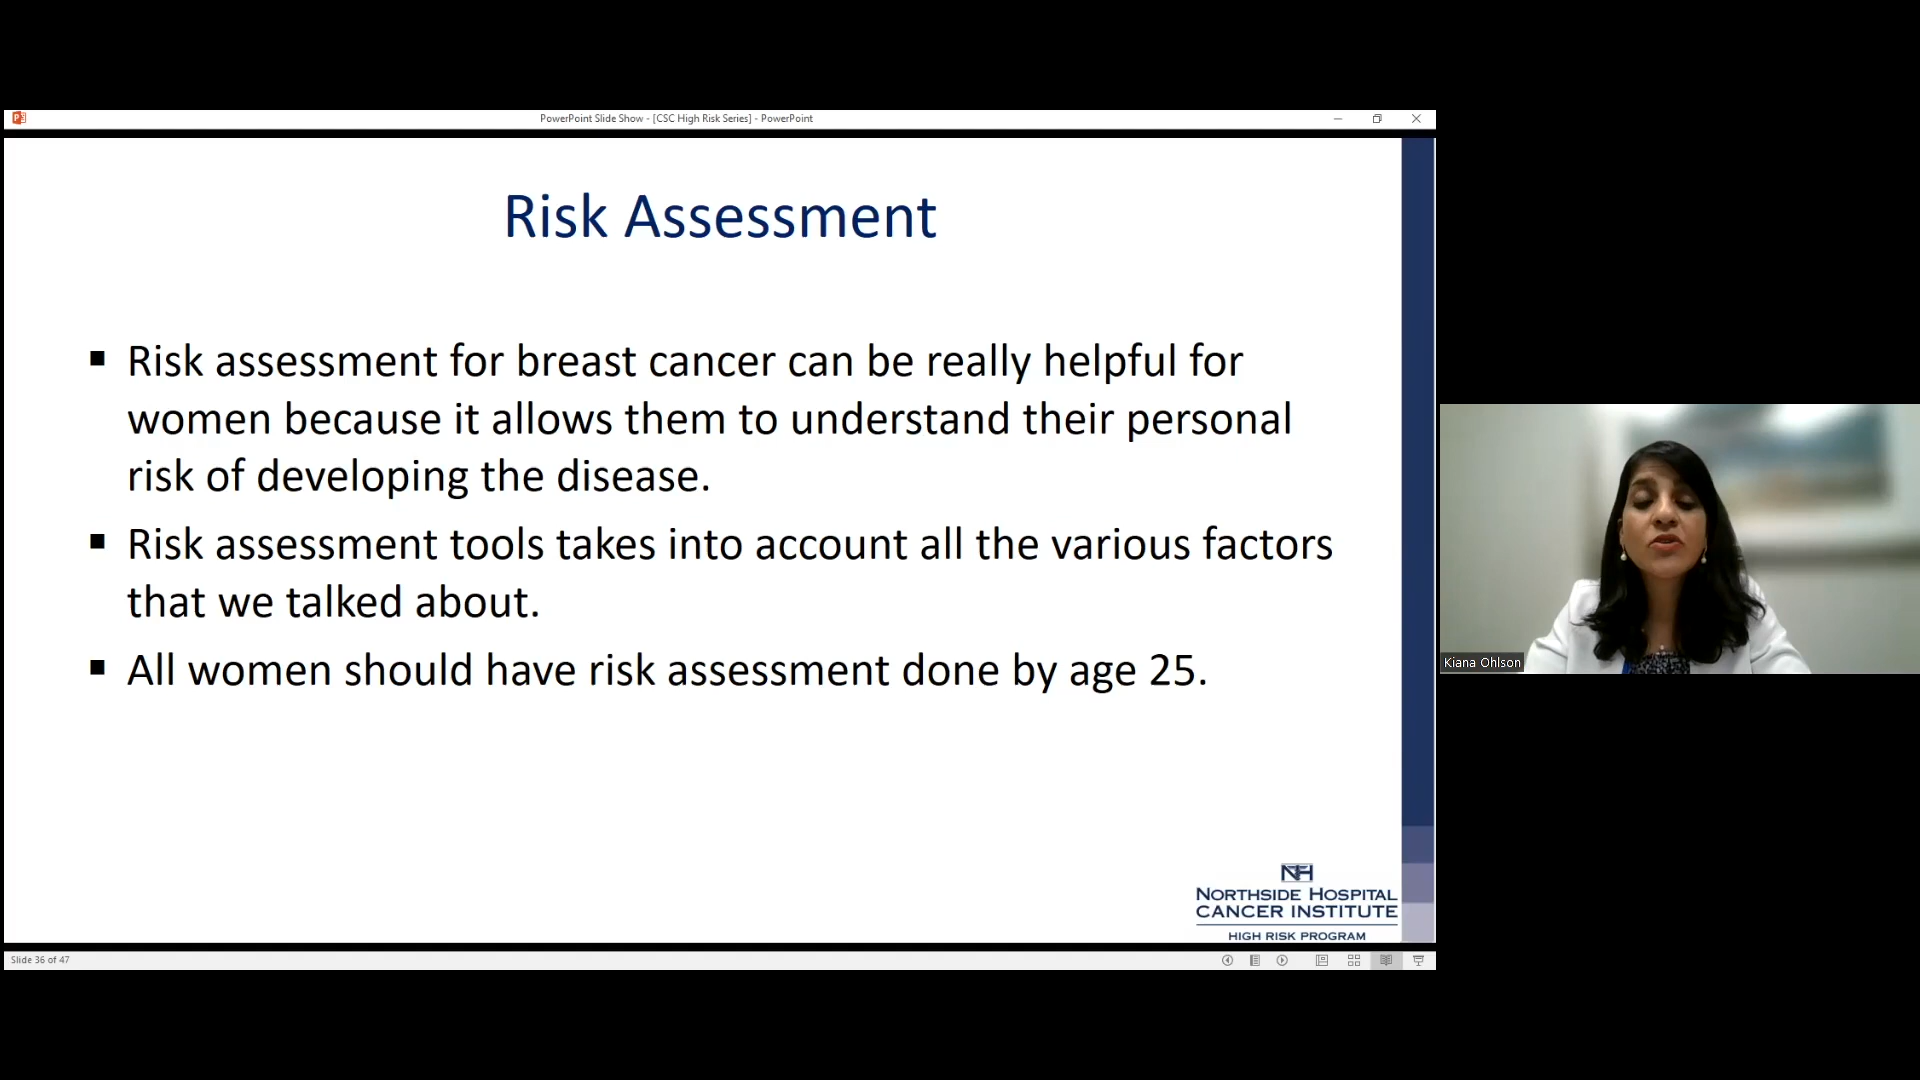 PowerPoint Slide Show - [CSC High Risk Series] - PowerPoint
Risk Assessment
▪ Risk assessment for breast cancer can be really helpful for
women because it allows them to understand their personal
risk of developing the disease.
▪ Risk assessment tools takes into account all the various factors
that we talked about.
▪ All women should have risk assessment done by age 25.
NH
NORTHSIDE HOSPITAL
CANCER INSTITUTE
HIGH RISK PROGRAM
Slide 36 of 47
Kiana Ohlson